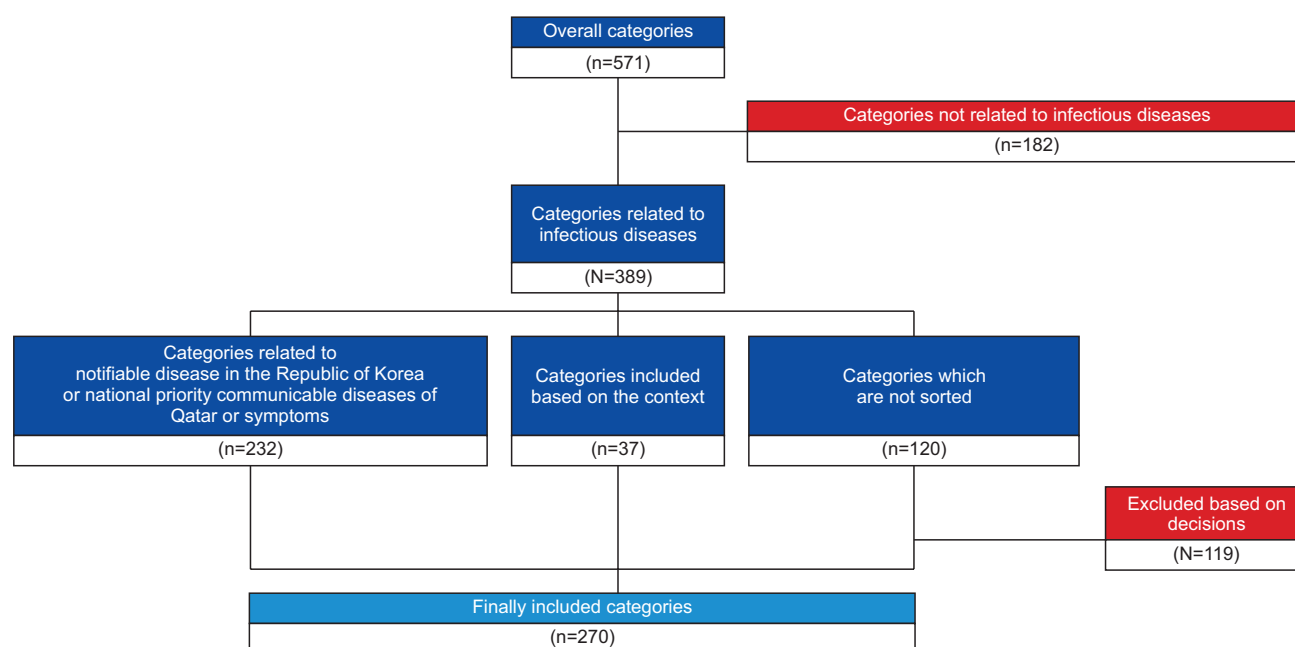 Overall categories
(n=571)
Categories not related to infectious diseases
(n=182)
Categories related to
infectious diseases
(N=389)
Categories related to
notifiable disease in the Republic of Korea
or national priority communicable diseases of
Qatar or symptoms
(n=232)
Categories included
based on the context
(n=37)
Categories which
are not sorted
(n=120)
Excluded based on
decisions
(N=119)
Finally included categories
(n=270)